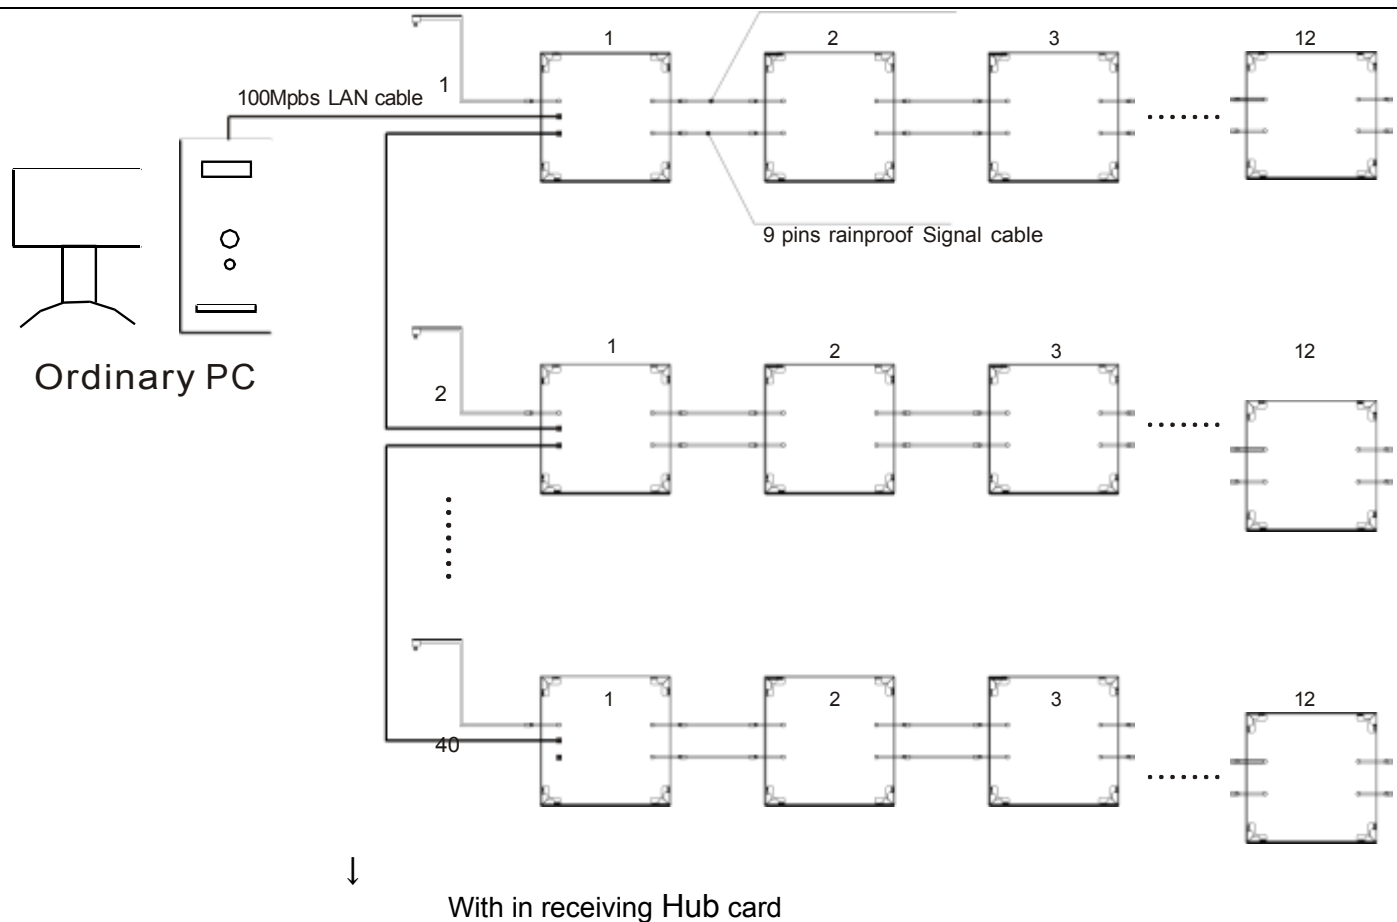 1 2 3 12
1
100Mpbs LAN cable
9 pins rainproof Signal cable
1 2 3 12
Ordinary PC
2
1 2 3 12
40
↓
With in receiving Hub card